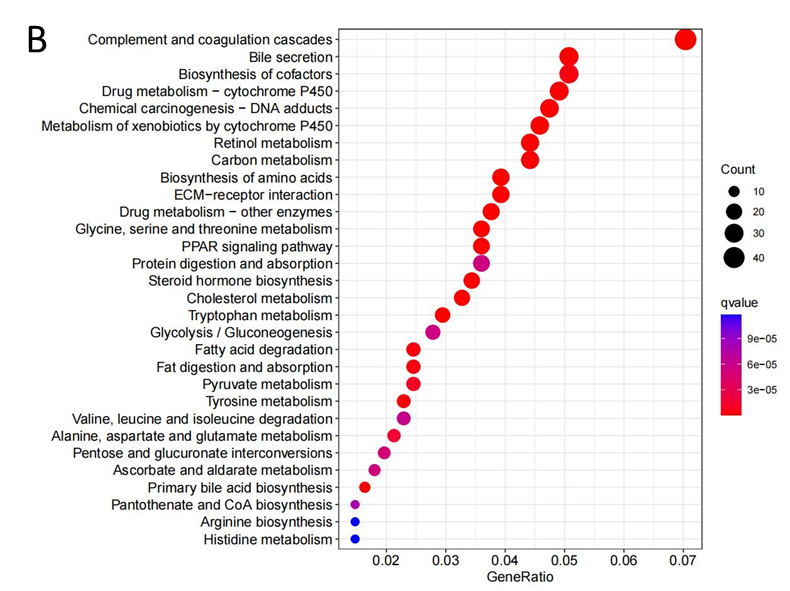 B
Complement and coagulation cascades
Bile secretion
Biosynthesis of cofactors
Drug metabolism − cytochrome P450
Chemical carcinogenesis − DNA adducts
Metabolism of xenobiotics by cytochrome P450
Retinol metabolism
Carbon metabolism
Biosynthesis of amino acids
ECM−receptor interaction
Drug metabolism − other enzymes
Glycine, serine and threonine metabolism
PPAR signaling pathway
Protein digestion and absorption
Steroid hormone biosynthesis
Cholesterol metabolism
Tryptophan metabolism
Glycolysis / Gluconeogenesis
Fatty acid degradation
Fat digestion and absorption
Pyruvate metabolism
Tyrosine metabolism
Valine, leucine and isoleucine degradation
Alanine, aspartate and glutamate metabolism
Pentose and glucuronate interconversions
Ascorbate and aldarate metabolism
Primary bile acid biosynthesis
Pantothenate and CoA biosynthesis
Arginine biosynthesis
Histidine metabolism
0.02 0.03 0.04 0.05 0.06 0.07
GeneRatio
Count
10
20
30
40
qvalue
9e−05
6e−05
3e−05